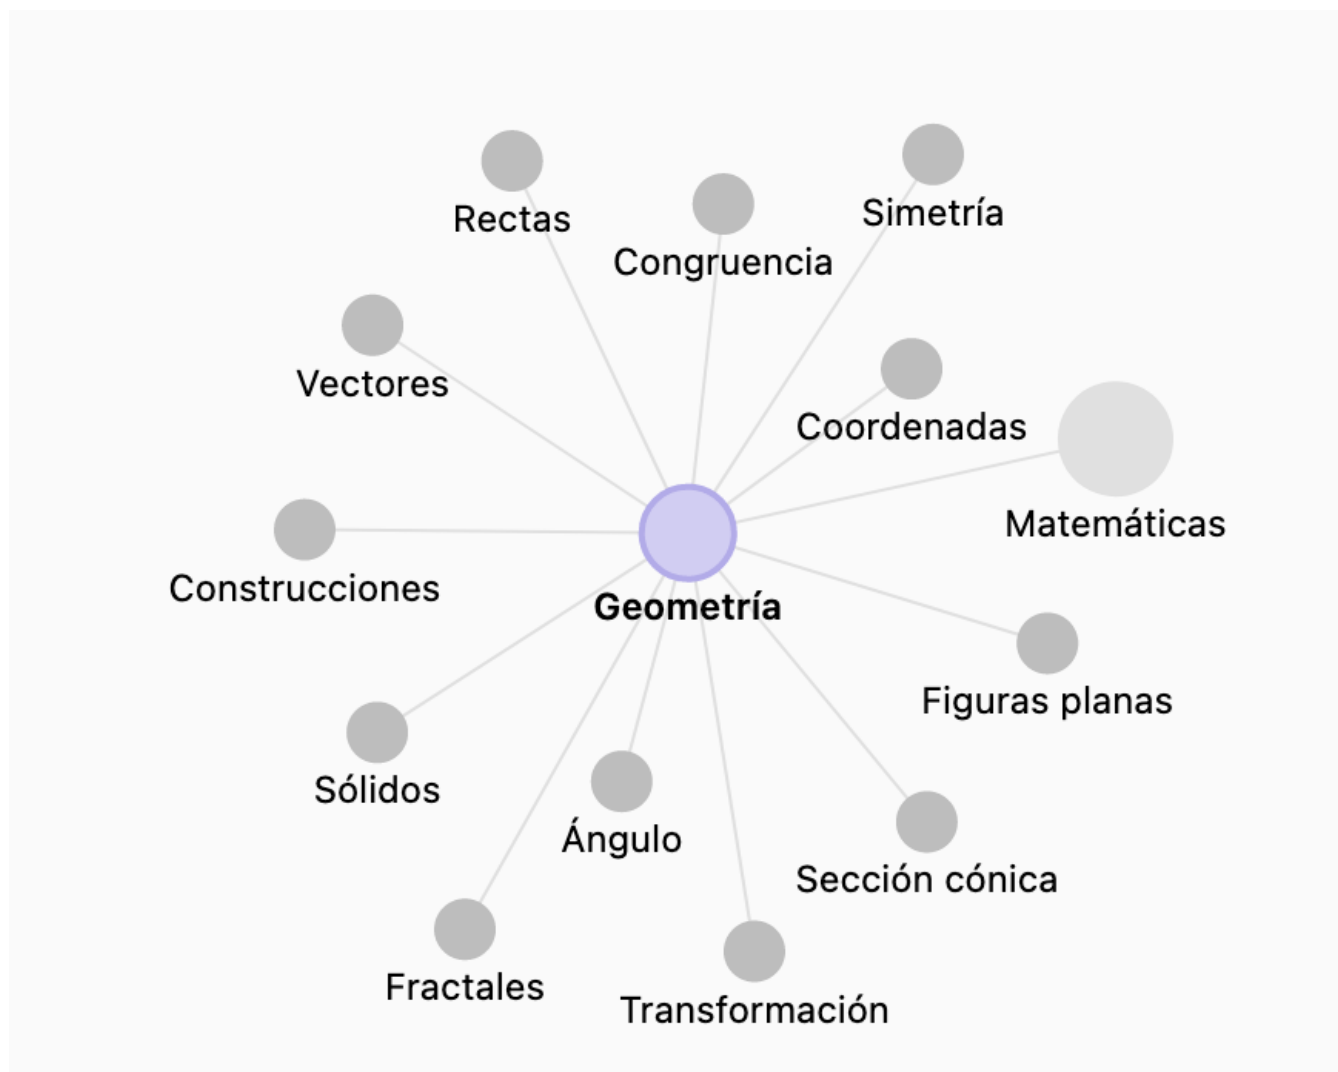 Rectas
Congruencia
Simetría
Vectores
Coordenadas
Matemáticas
Construcciones
Geometría
Figuras planas
Sólidos
Ángulo
Sección cónica
Fractales
Transformación